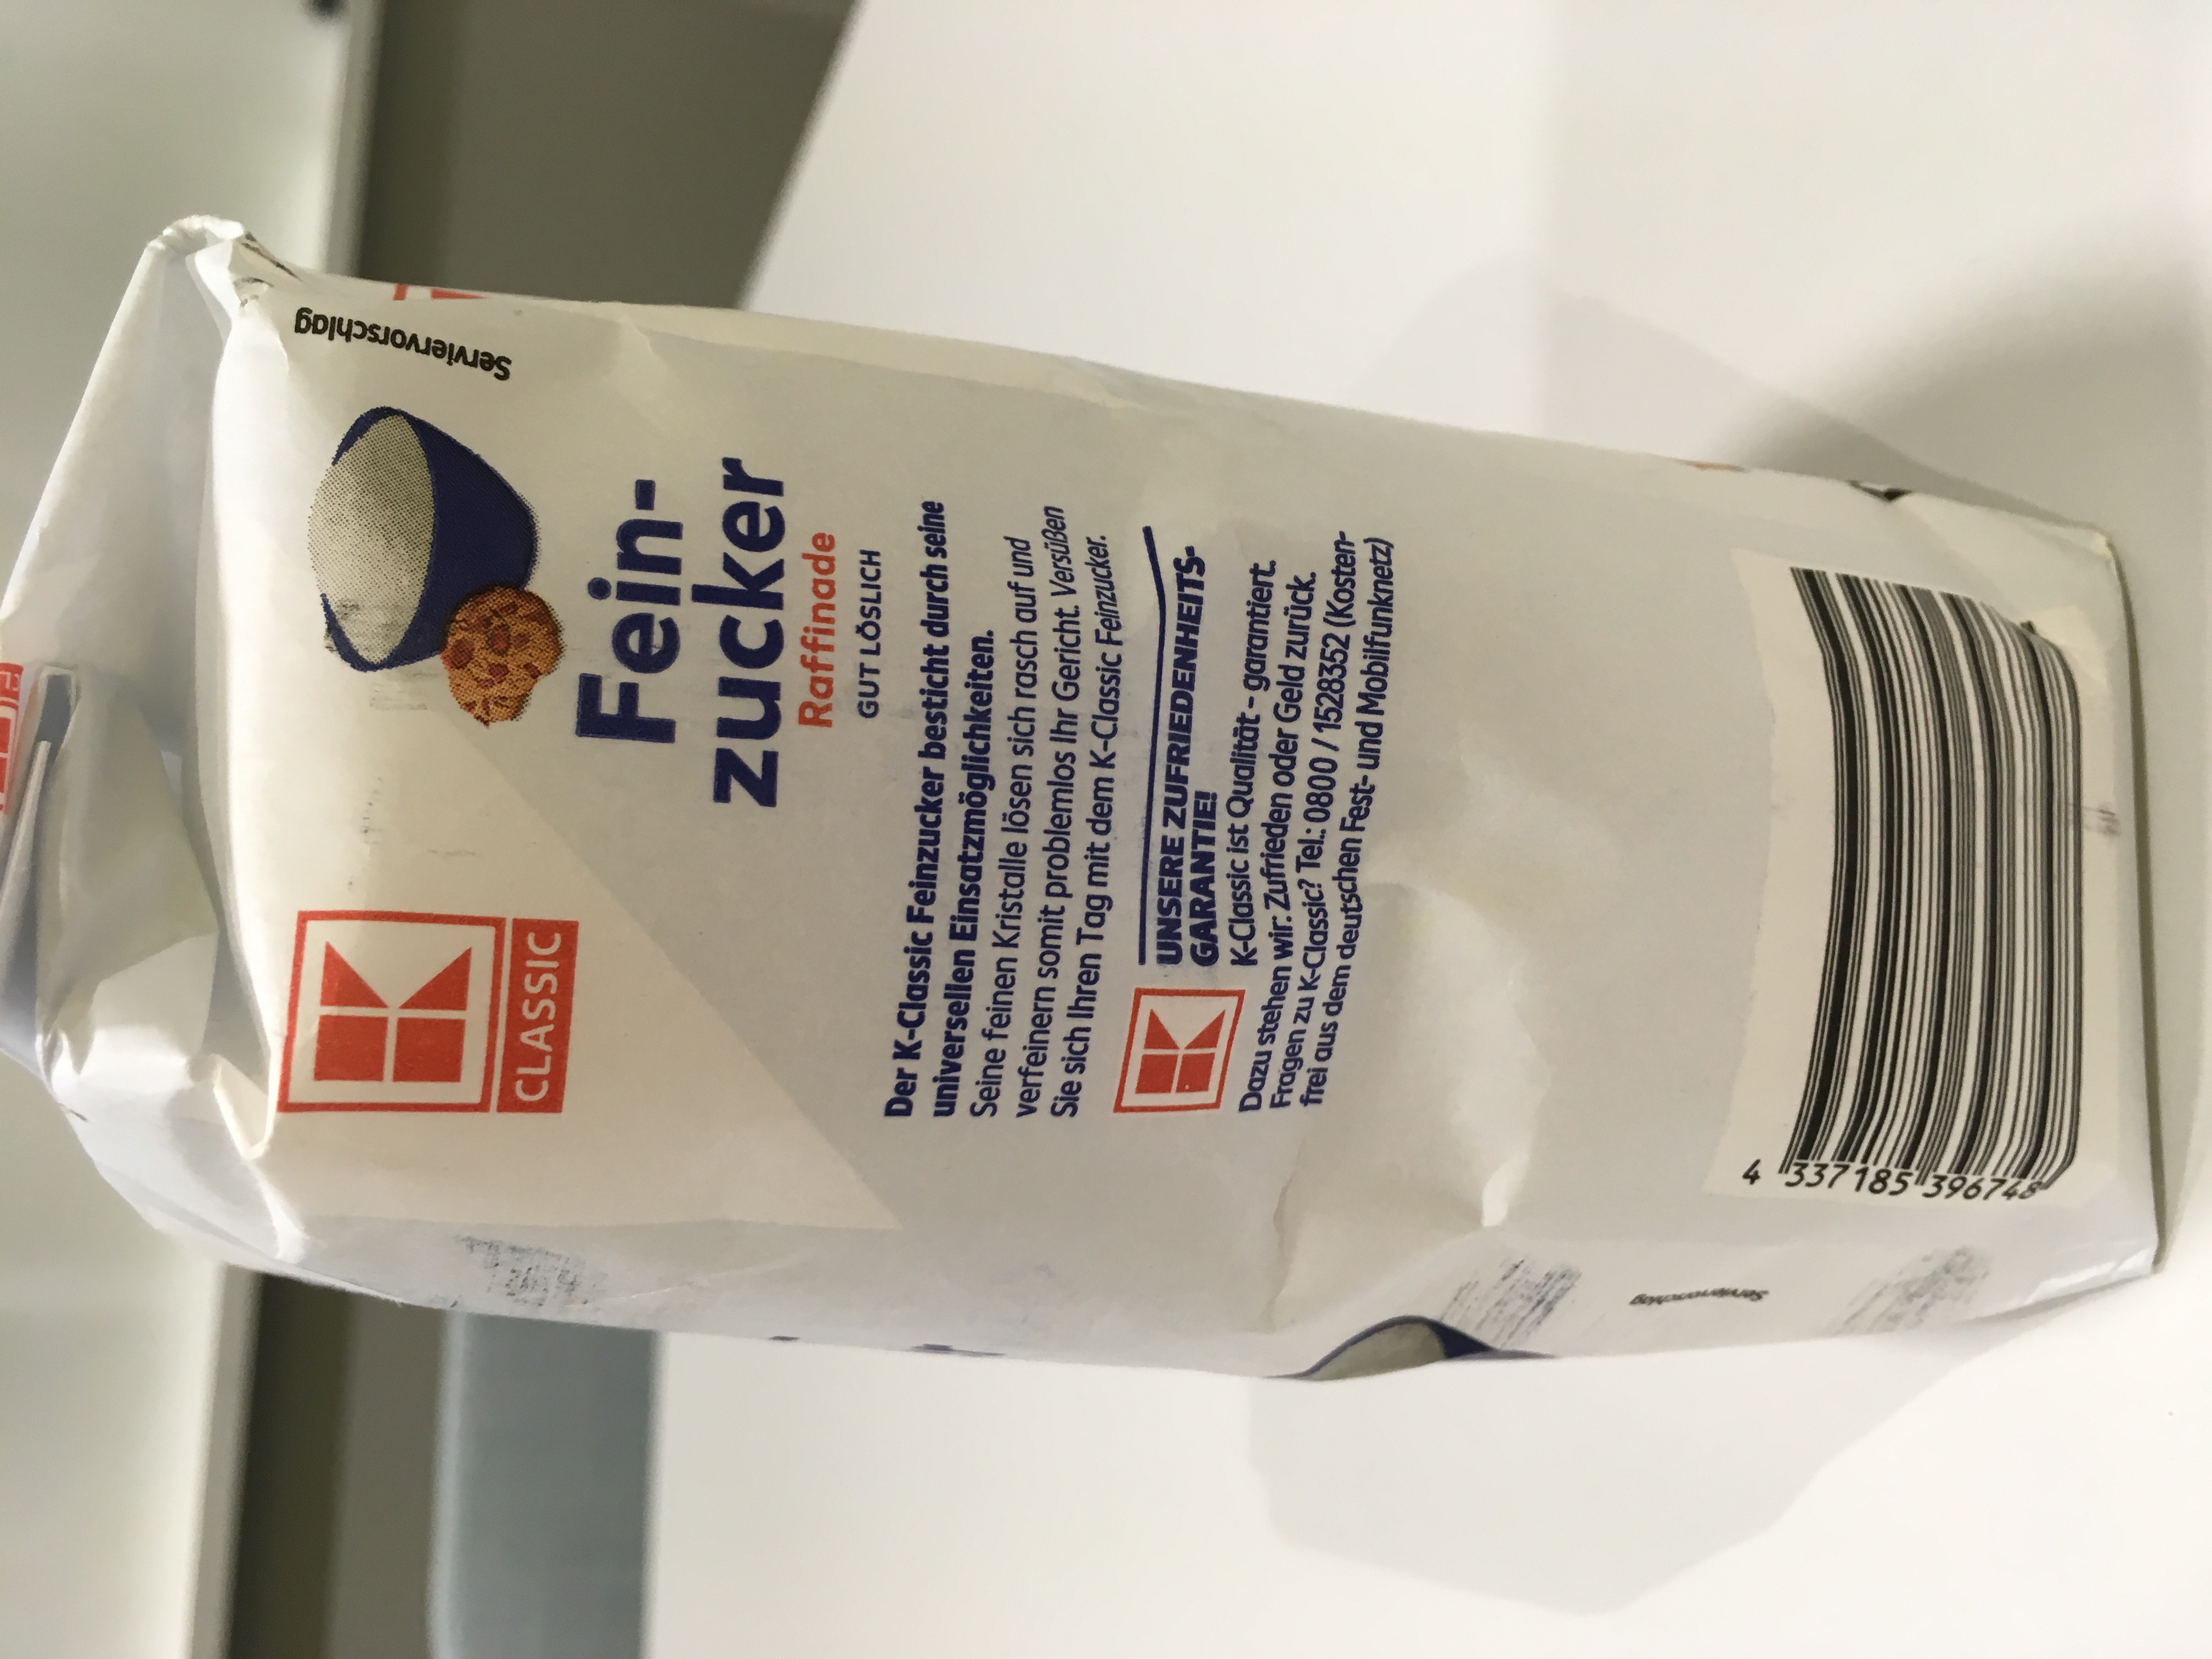 CLASSIC
Serviervorschlag
Fein-
zucker
Raffinade
GUT LÖSLICH
Der K-Classic Feinzucker besticht durch seine
universellen Einsatzmöglichkeiten.
Seine feinen Kristalle lösen sich rasch auf und
verfeinern somit problemlos Ihr Gericht. Versüßen
Sie sich Ihren Tag mit dem K-Classic Feinzucker.
UNSERE ZUFRIEDENHEITS-
GARANTIE!
K-Classic ist Qualität - garantiert.
Dazu stehen wir: Zufrieden oder Geld zurück.
Fragen zu K-Classic? Tel.: 0800 / 1528352 (Kosten-
frei aus dem deutschen Fest- und Mobilfunknetz)
Serviervorschlag
4 337185 396748